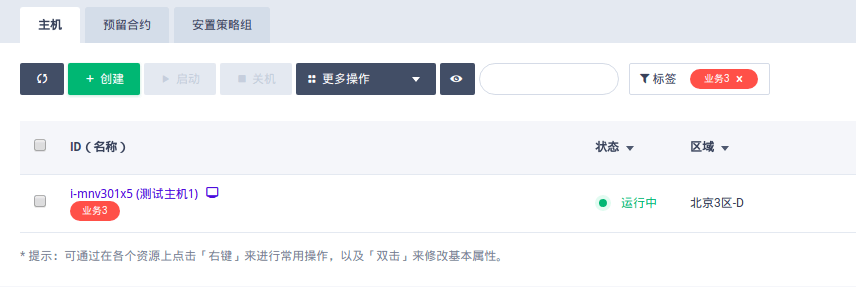 主机 预留合约 安置策略组
+ 创建 启动 关机 更多操作 标签 业务3 ×
ID（名称） 状态 区域
i-mnv301x5 (测试主机1) 运行中 北京3区-D
业务3
* 提示：可通过在各个资源上点击「右键」来进行常用操作，以及「双击」来修改基本属性。